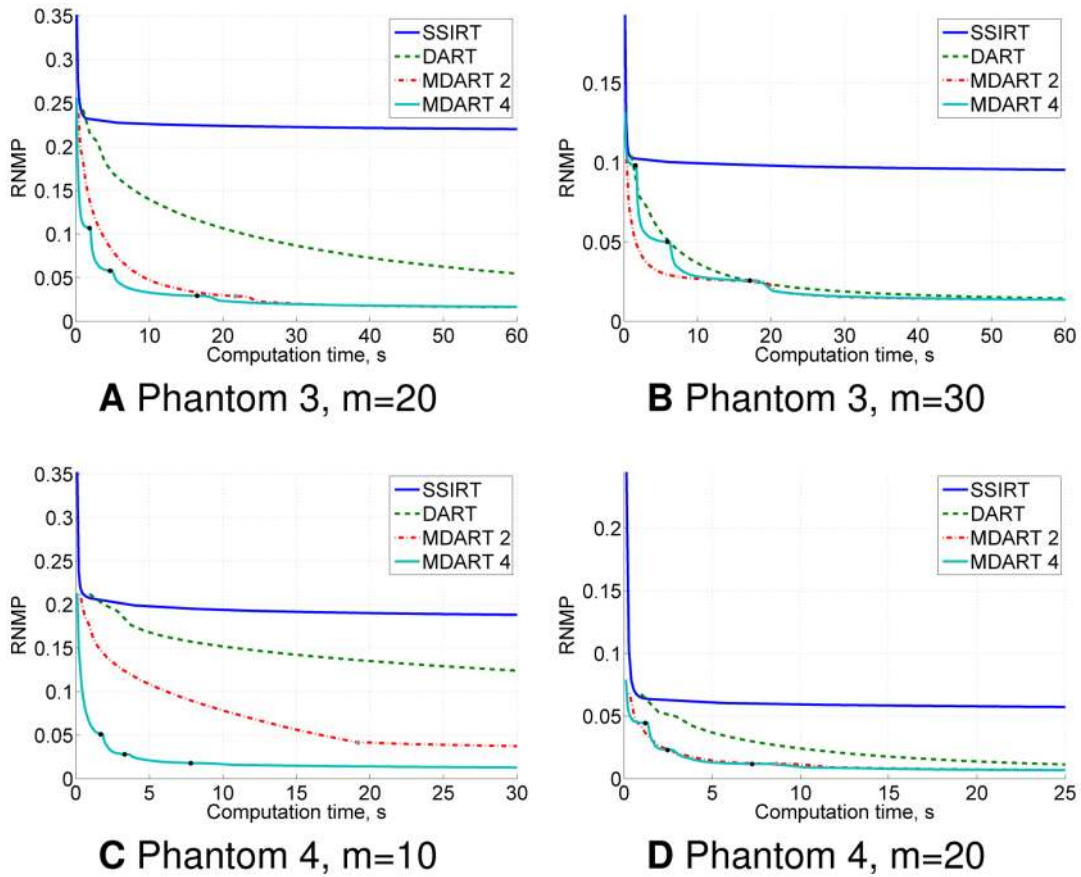 0.35
0.3
0.25
0.2
0.15
0.1
0.05
0
RNMP
SSIRT
DART
MDART 2
MDART 4
0 10 20 30 40 50 60
Computation time, s
A Phantom 3, m=20
0.15
0.1
0.05
0
RNMP
SSIRT
DART
MDART 2
MDART 4
0 10 20 30 40 50 60
Computation time, s
B Phantom 3, m=30
0.35
0.3
0.25
0.2
0.15
0.1
0.05
0
RNMP
SSIRT
DART
MDART 2
MDART 4
0 5 10 15 20 25 30
Computation time, s
C Phantom 4, m=10
0.2
0.15
0.1
0.05
0
RNMP
SSIRT
DART
MDART 2
MDART 4
0 5 10 15 20 25
Computation time, s
D Phantom 4, m=20